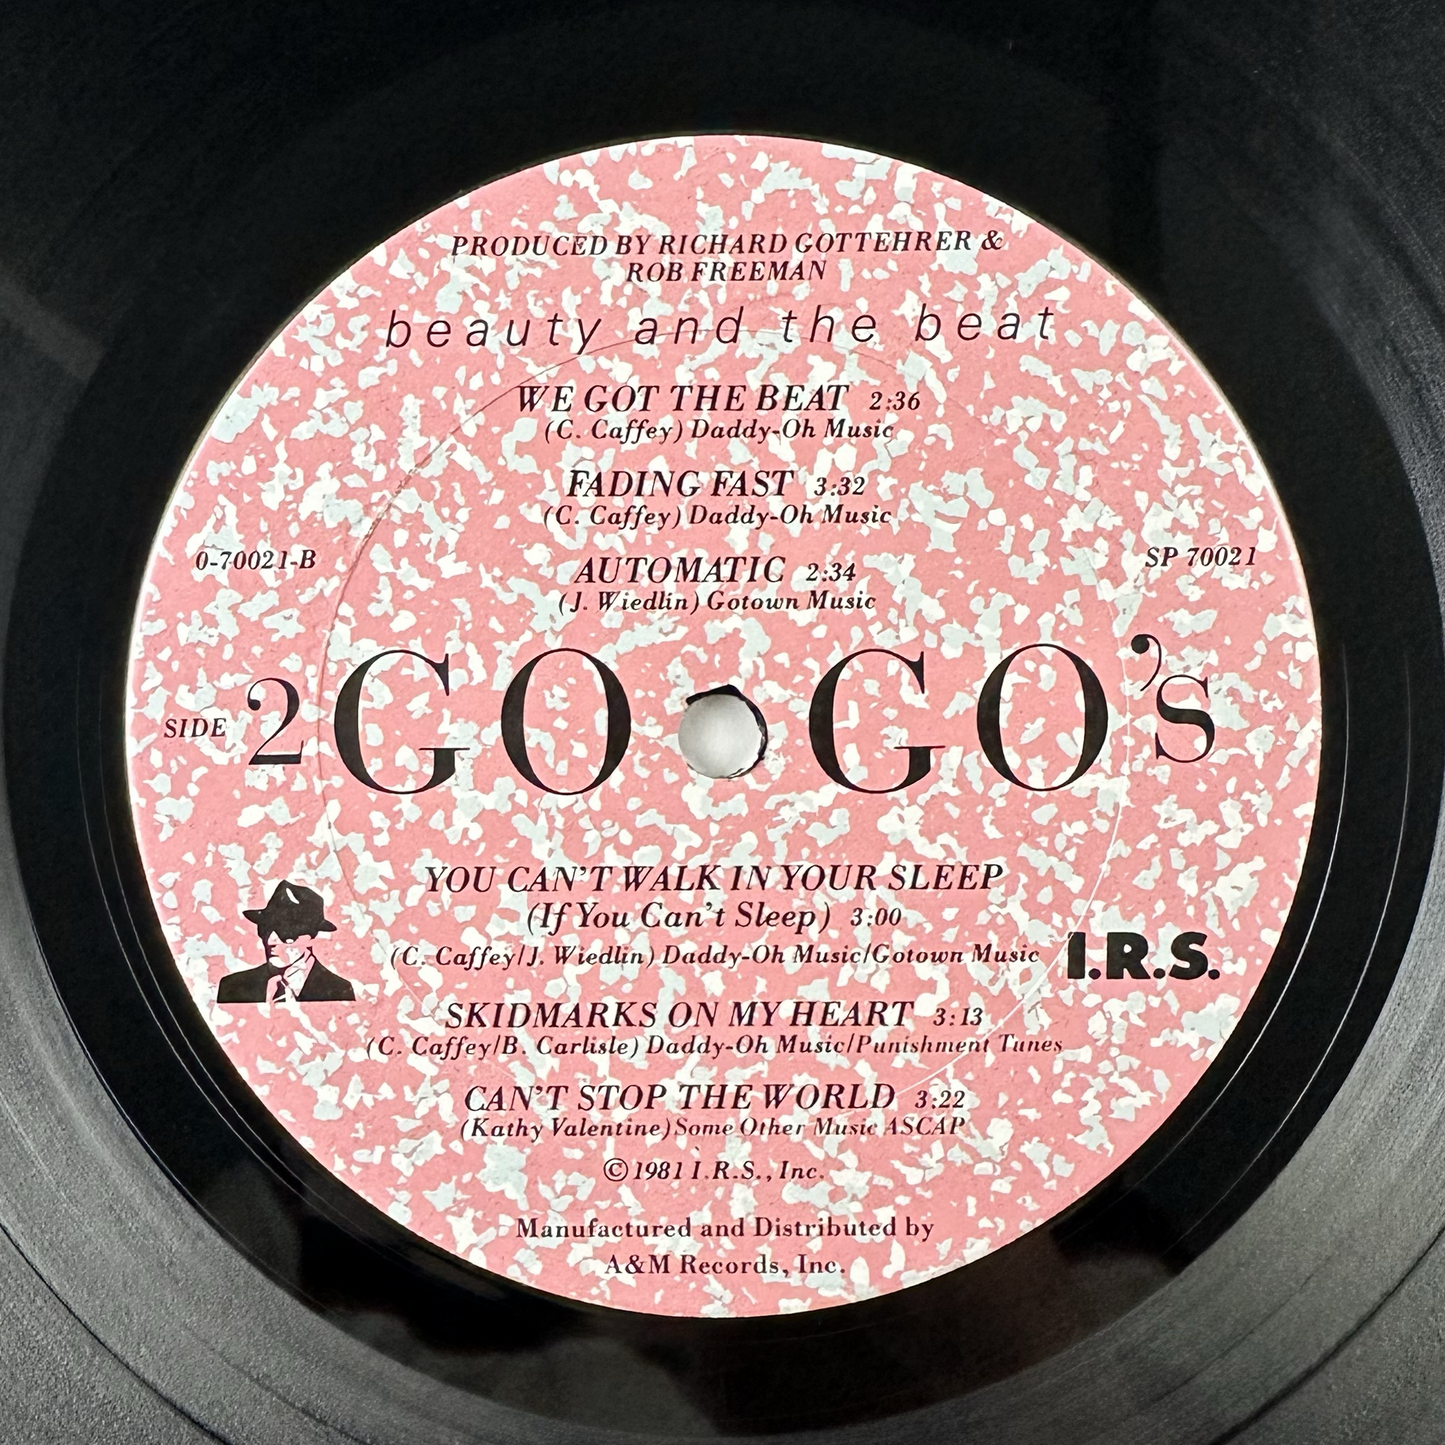 PRODUCED BY RICHARD GOTTEHRER &
ROB FREEMAN
beauty and the beat
WE GOT THE BEAT 2:36
(C. Caffey) Daddy-Oh Music
FADING FAST 3:32
(C. Caffey) Daddy-Oh Music
0-70021-B
SP 70021
AUTOMATIC 2:34
(J. Wiedlin) Gotown Music
SIDE 2
GO GO's
YOU CAN'T WALK IN YOUR SLEEP
(If You Can't Sleep) 3:00
(C. Caffey/J. Wiedlin) Daddy-Oh Music/Gotown Music
I.R.S.
SKIDMARKS ON MY HEART 3:13
(C. Caffey/B. Carlisle) Daddy-Oh Music/Punishment Tunes
CAN'T STOP THE WORLD 3:22
(Kathy Valentine) Some Other Music ASCAP
©1981 I.R.S., Inc.
Manufactured and Distributed by
A&M Records, Inc.